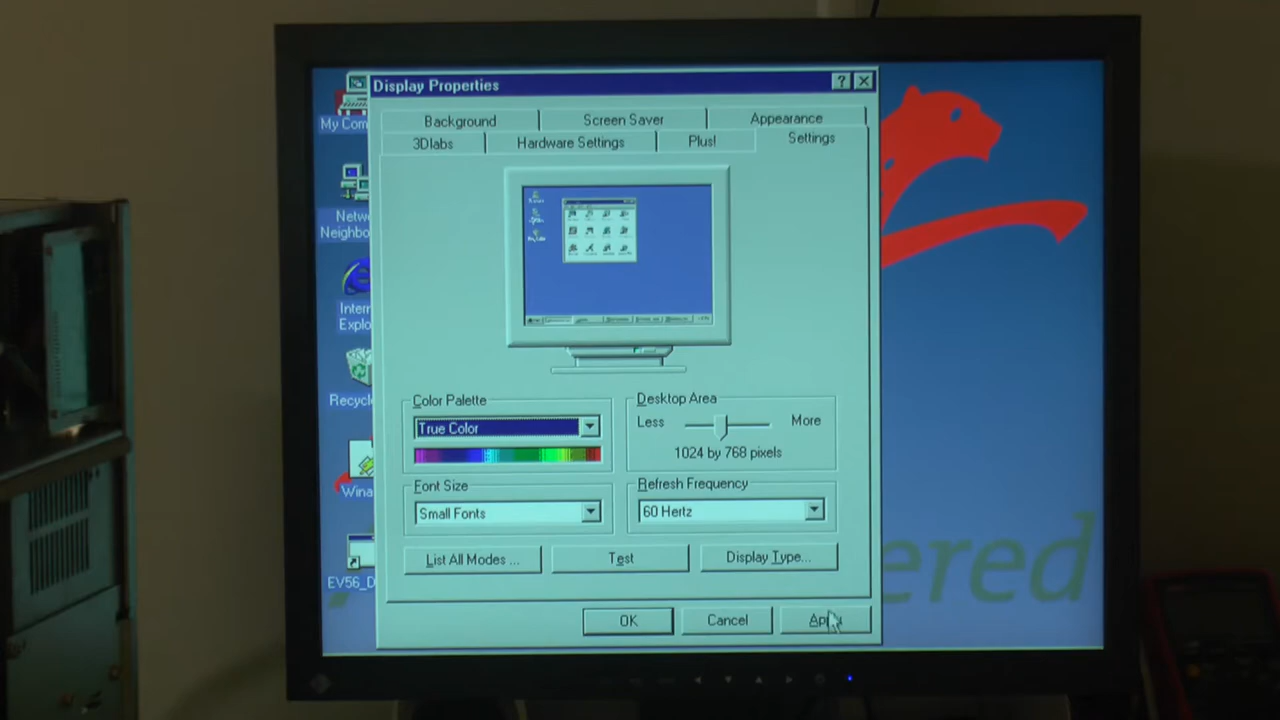 Display Properties
Background
Screen Saver
Appearance
3Dlabs
Hardware Settings
Plus!
Settings
Color Palette
True Color
Desktop Area
Less
More
1024 by 768 pixels
Font Size
Small Fonts
Refresh Frequency
60 Hertz
List All Modes ...
Test
Display Type...
OK
Cancel
My Com
Netw
Neighbo
Inter
Explo
Recycle
Wina
EV56_D
ered